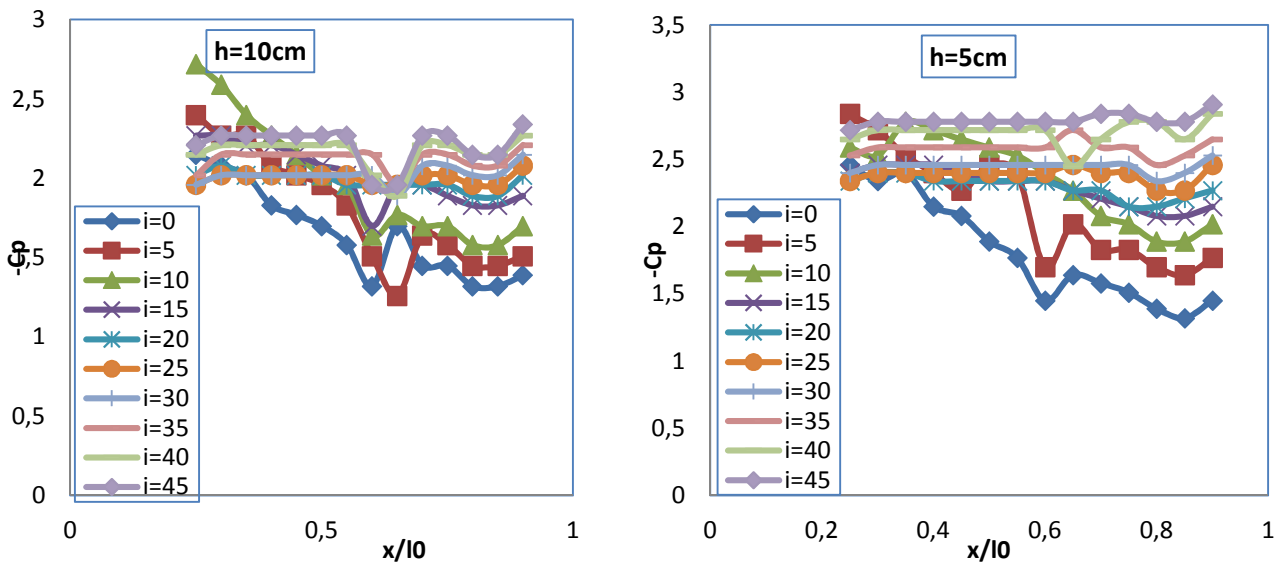 3
2,5
2
1,5
1
0,5
0
-Cp
h=10cm
i=0
i=5
i=10
i=15
i=20
i=25
i=30
i=35
i=40
i=45
0
0,5
1
x/l0
3,5
3
2,5
2
1,5
1
0,5
0
-Cp
h=5cm
i=0
i=5
i=10
i=15
i=20
i=25
i=30
i=35
i=40
i=45
0
0,2
0,4
0,6
0,8
1
x/l0